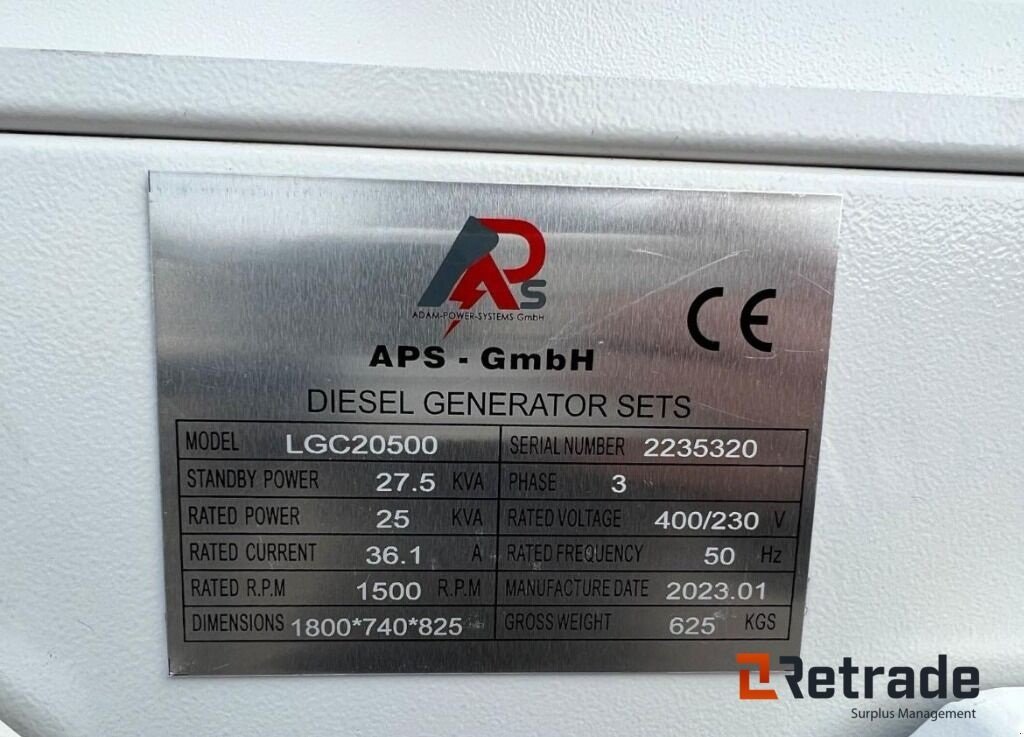 APS
ADAM-POWER-SYSTEMS GmbH
APS - GmbH
CE
DIESEL GENERATOR SETS
MODEL LGC20500 SERIAL NUMBER 2235320
STANDBY POWER 27.5 KVA PHASE 3
RATED POWER 25 KVA RATED VOLTAGE 400/230 V
RATED CURRENT 36.1 A RATED FREQUENCY 50 Hz
RATED R.P.M 1500 R.P.M MANUFACTURE DATE 2023.01
DIMENSIONS 1800*740*825 GROSS WEIGHT 625 KGS
Retrade
Surplus Management